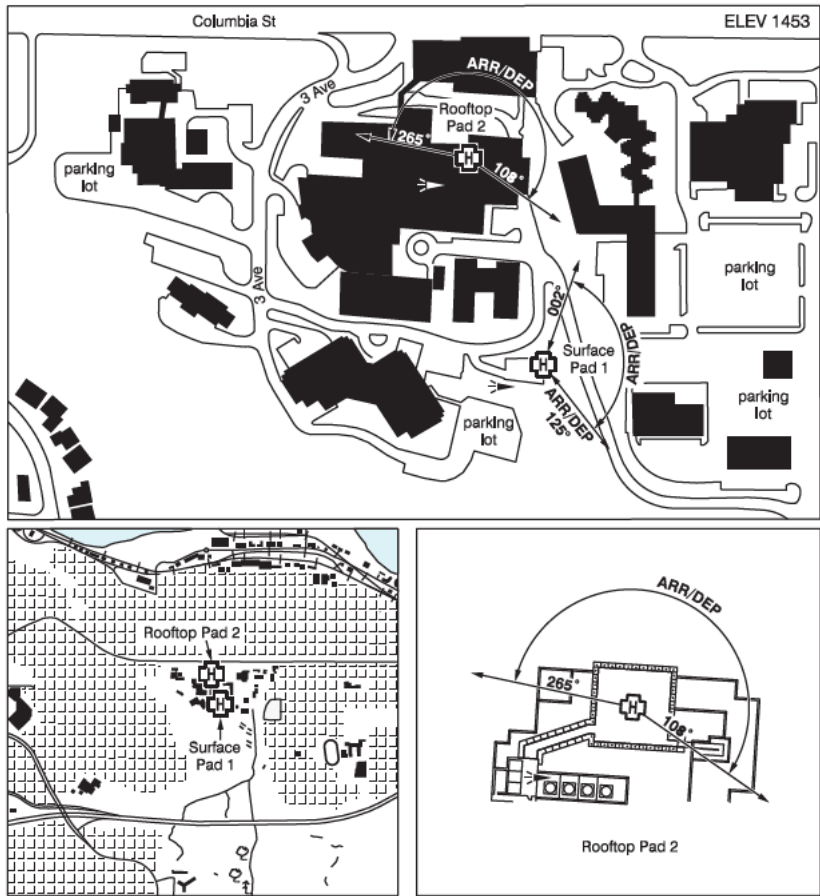 Columbia St
ELEV 1453
3 Ave
ARR/DEP
Rooftop
Pad 2
265°
108°
H
parking
lot
3 Ave
parking
lot
002°
H
Surface
Pad 1
ARR/DEP
ARR/DEP
125°
parking
lot
parking
lot
Rooftop Pad 2
H
H
Surface
Pad 1
ARR/DEP
265°
H
108°
Rooftop Pad 2